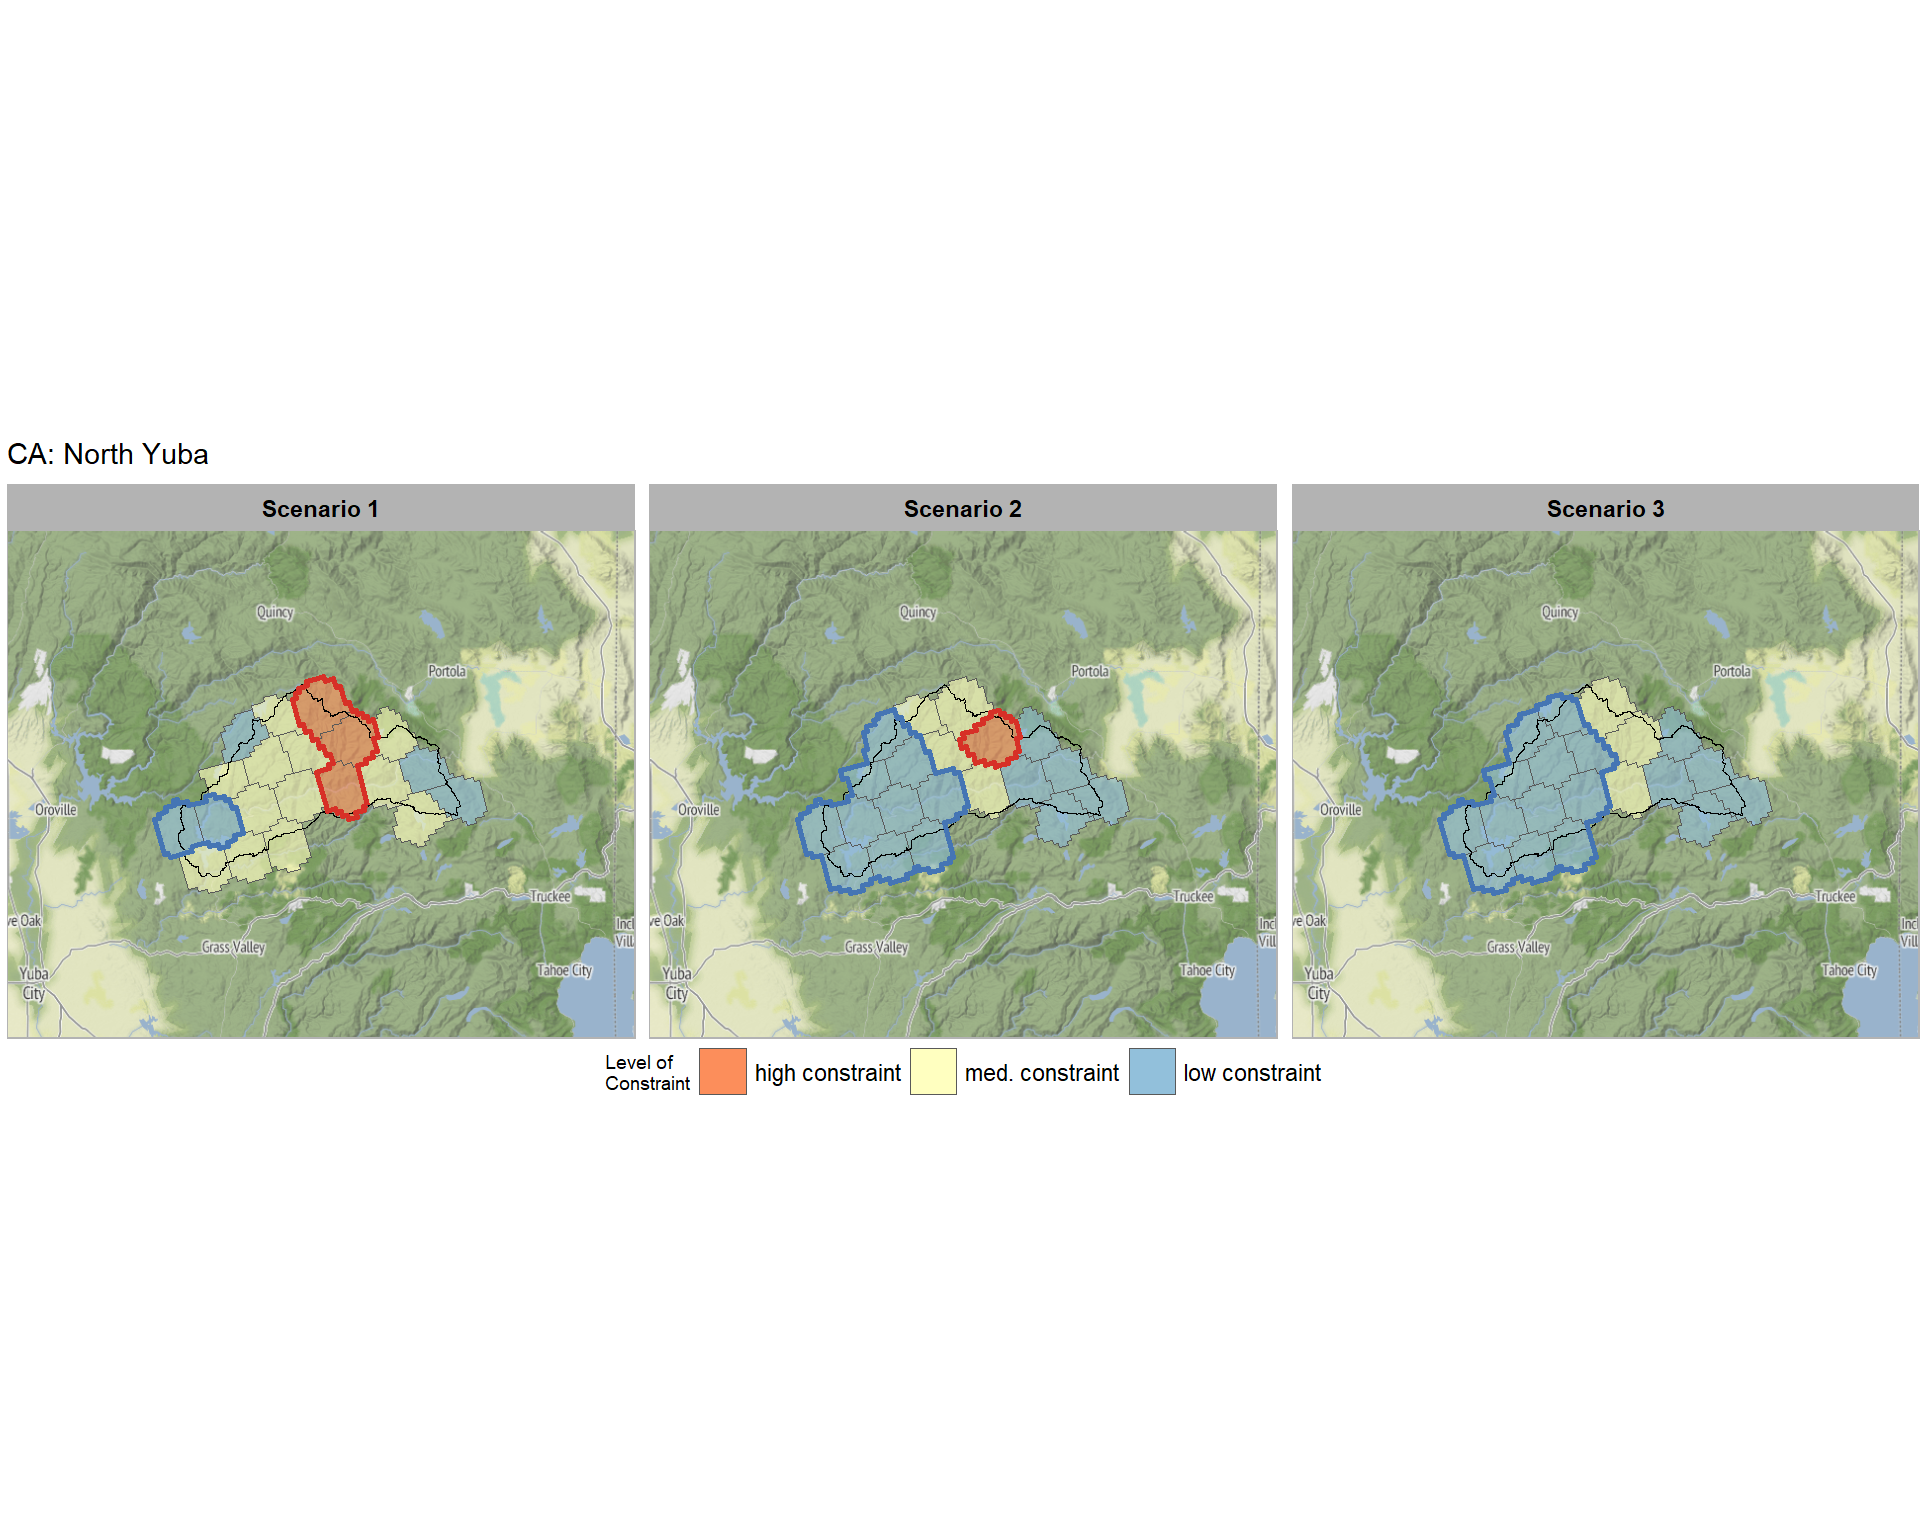 CA: North Yuba
Scenario 1
Scenario 2
Scenario 3
Quincy
Portola
Oroville
Truckee
ve Oak
Incl
Vill
Grass Valley
Yuba
City
Tahoe City
Quincy
Portola
Oroville
Truckee
ve Oak
Incl
Vill
Grass Valley
Yuba
City
Tahoe City
Quincy
Portola
Oroville
Truckee
ve Oak
Incl
Vill
Grass Valley
Yuba
City
Tahoe City
Level of
Constraint
high constraint
med. constraint
low constraint